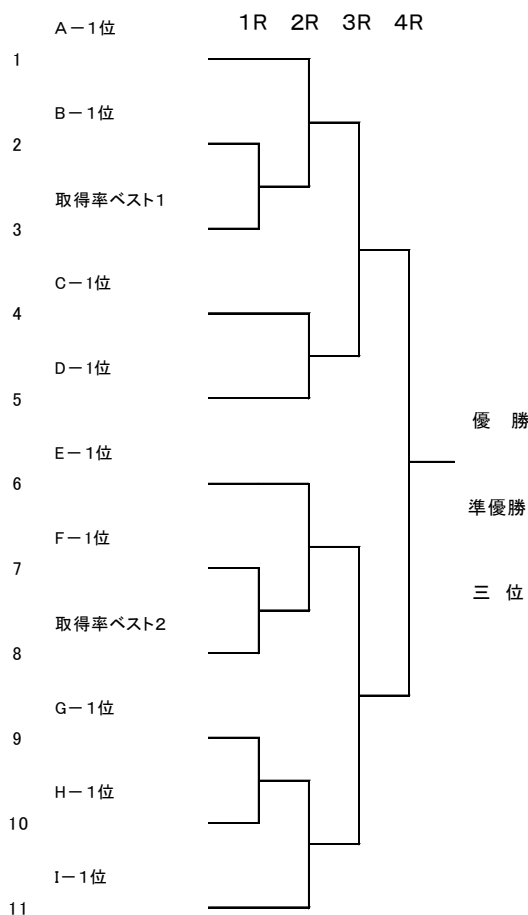 A－1位
1R 2R 3R 4R
1
B－1位
2
取得率ベスト1
3
C－1位
4
D－1位
5
優 勝
E－1位
6
準優勝
F－1位
7
三 位
取得率ベスト2
8
G－1位
9
H－1位
10
I－1位
11